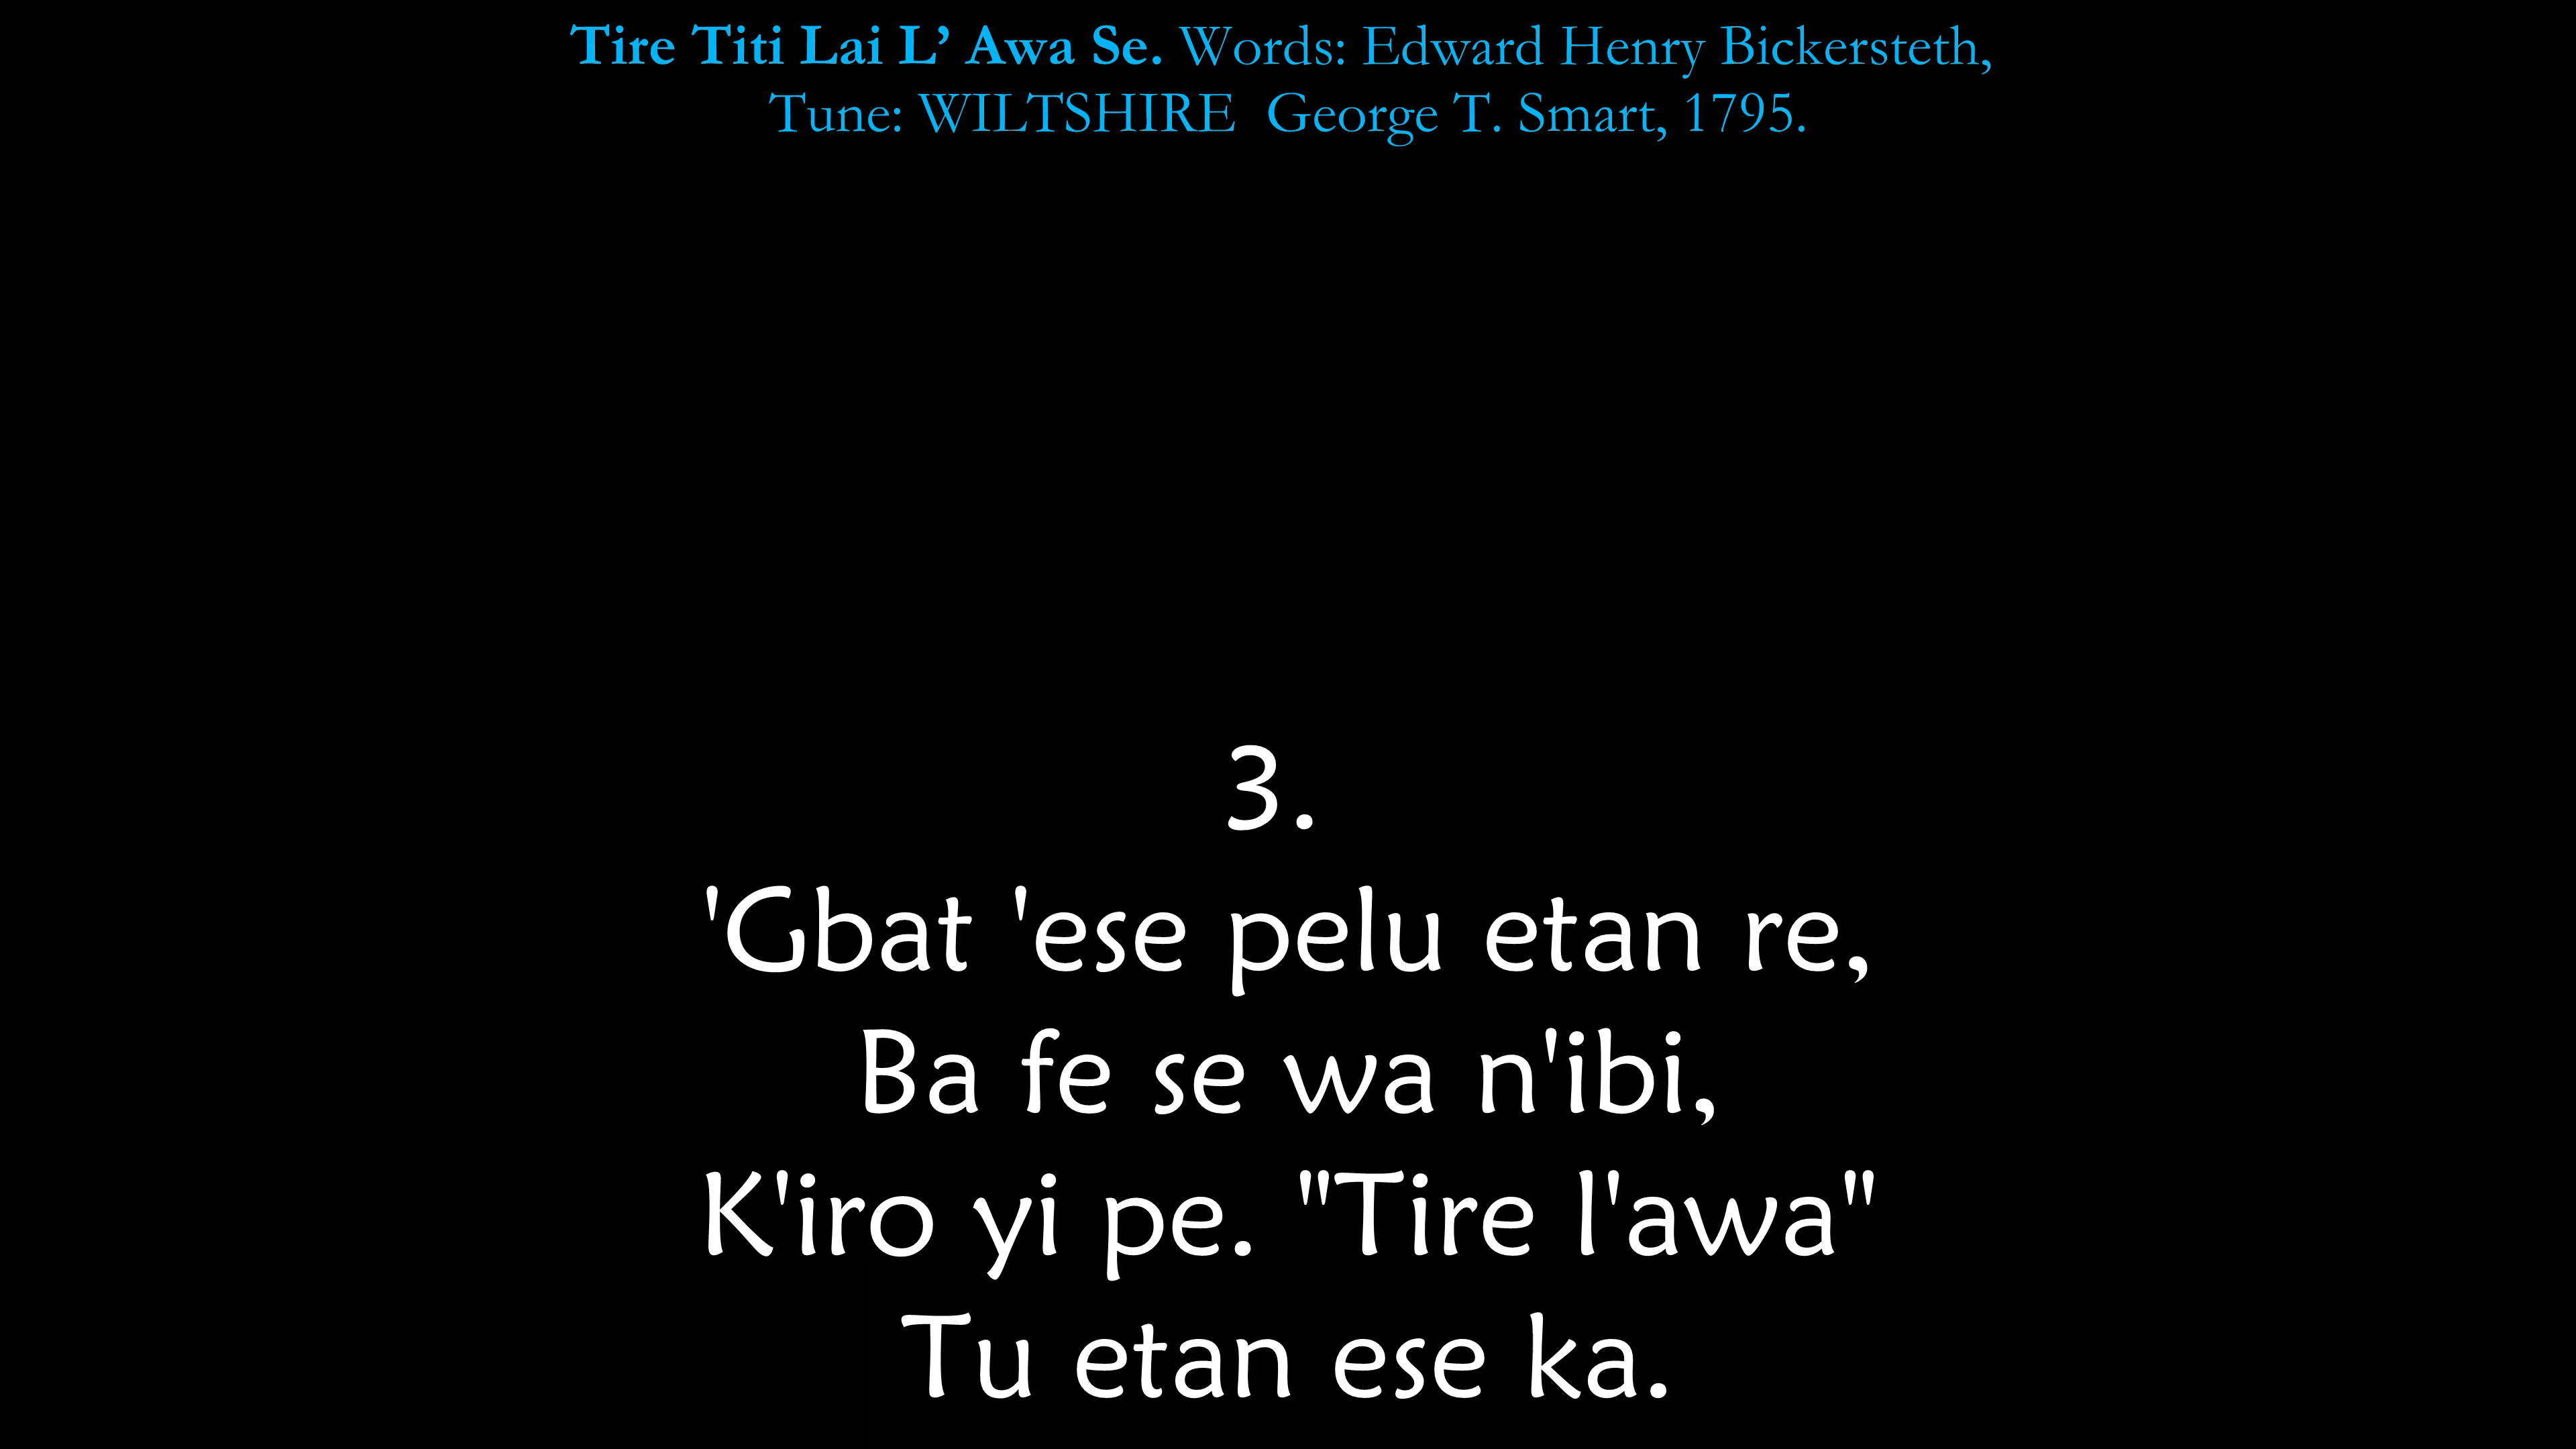 Tire Titi Lai L’ Awa Se. Words: Edward Henry Bickersteth,
Tune: WILTSHIRE  George T. Smart, 1795.
3.
'Gbat 'ese pelu etan re,
Ba fe se wa n'ibi,
K'iro yi pe. "Tire l'awa"
Tu etan ese ka.